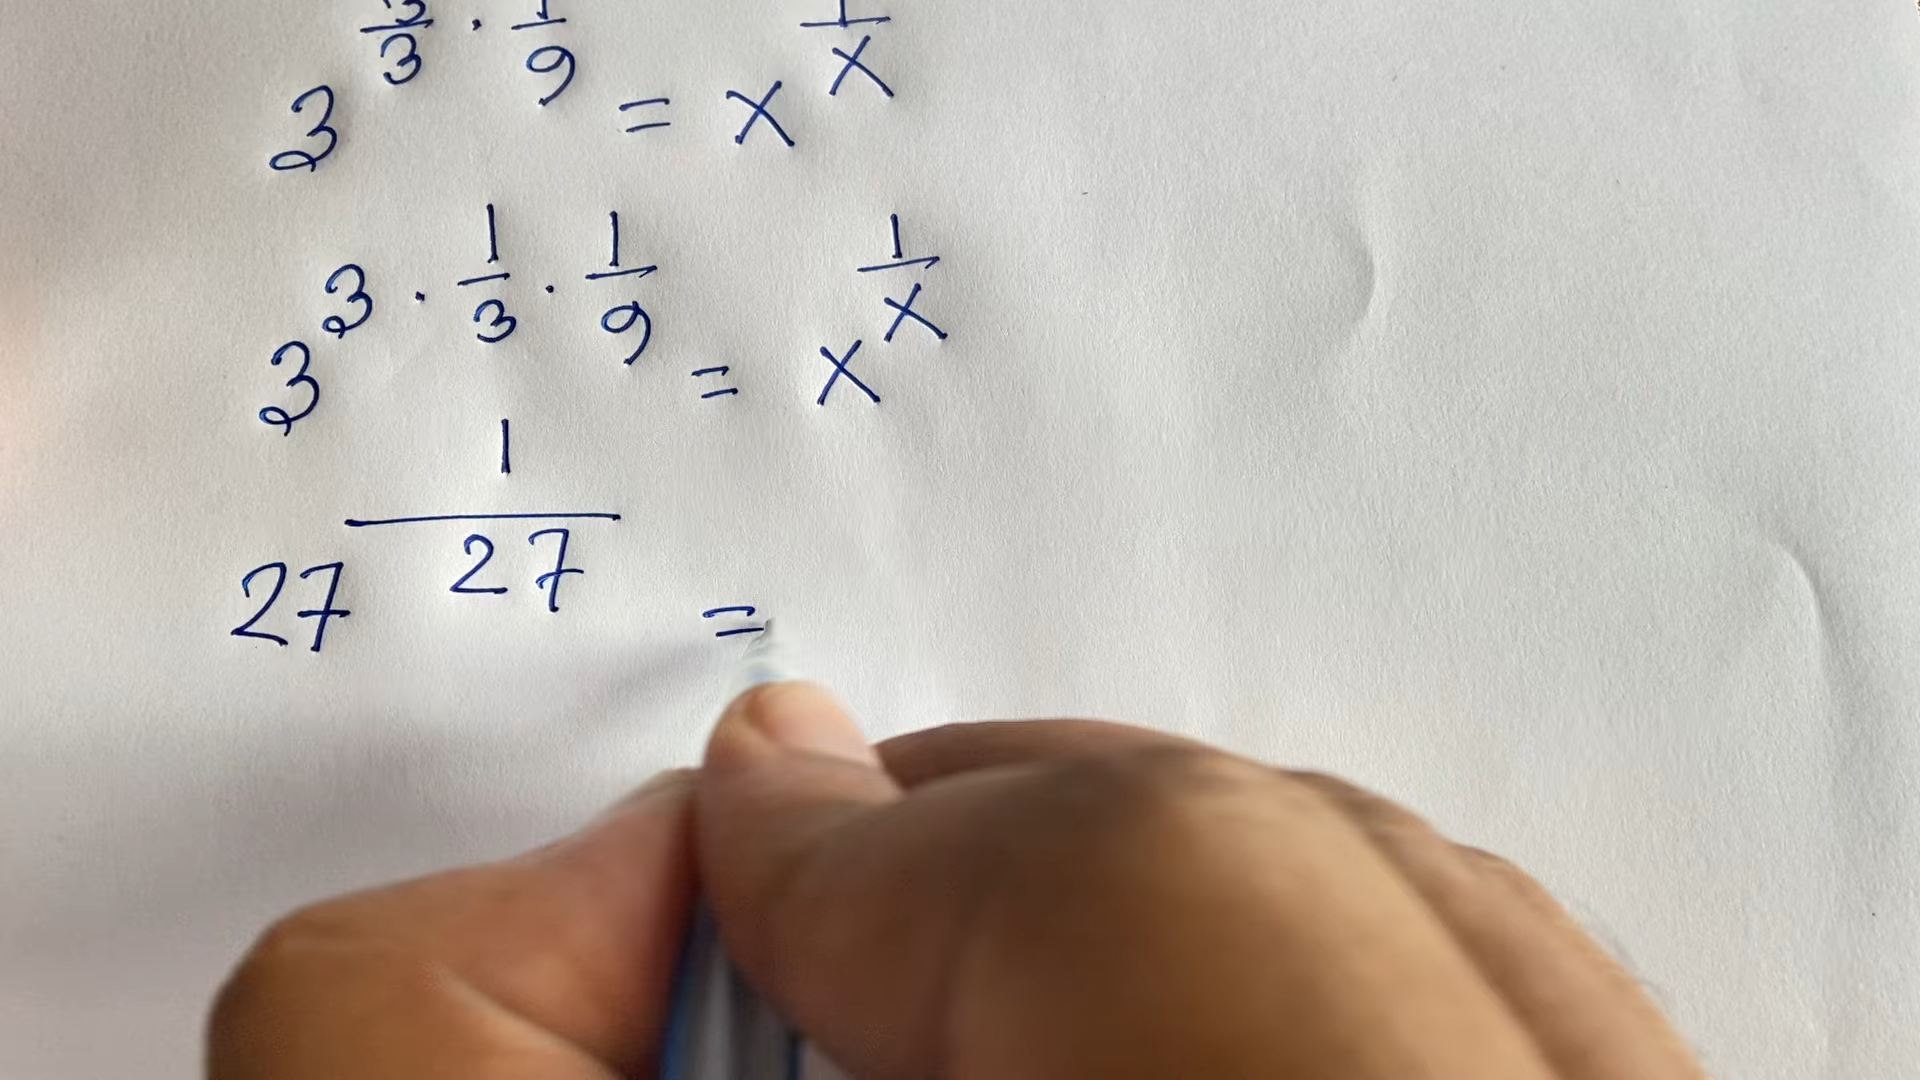 3^(3/3 · 1/9) = x^(1/x)
3^(3 · 1/3 · 1/9) = x^(1/x)
27^(1/27) =